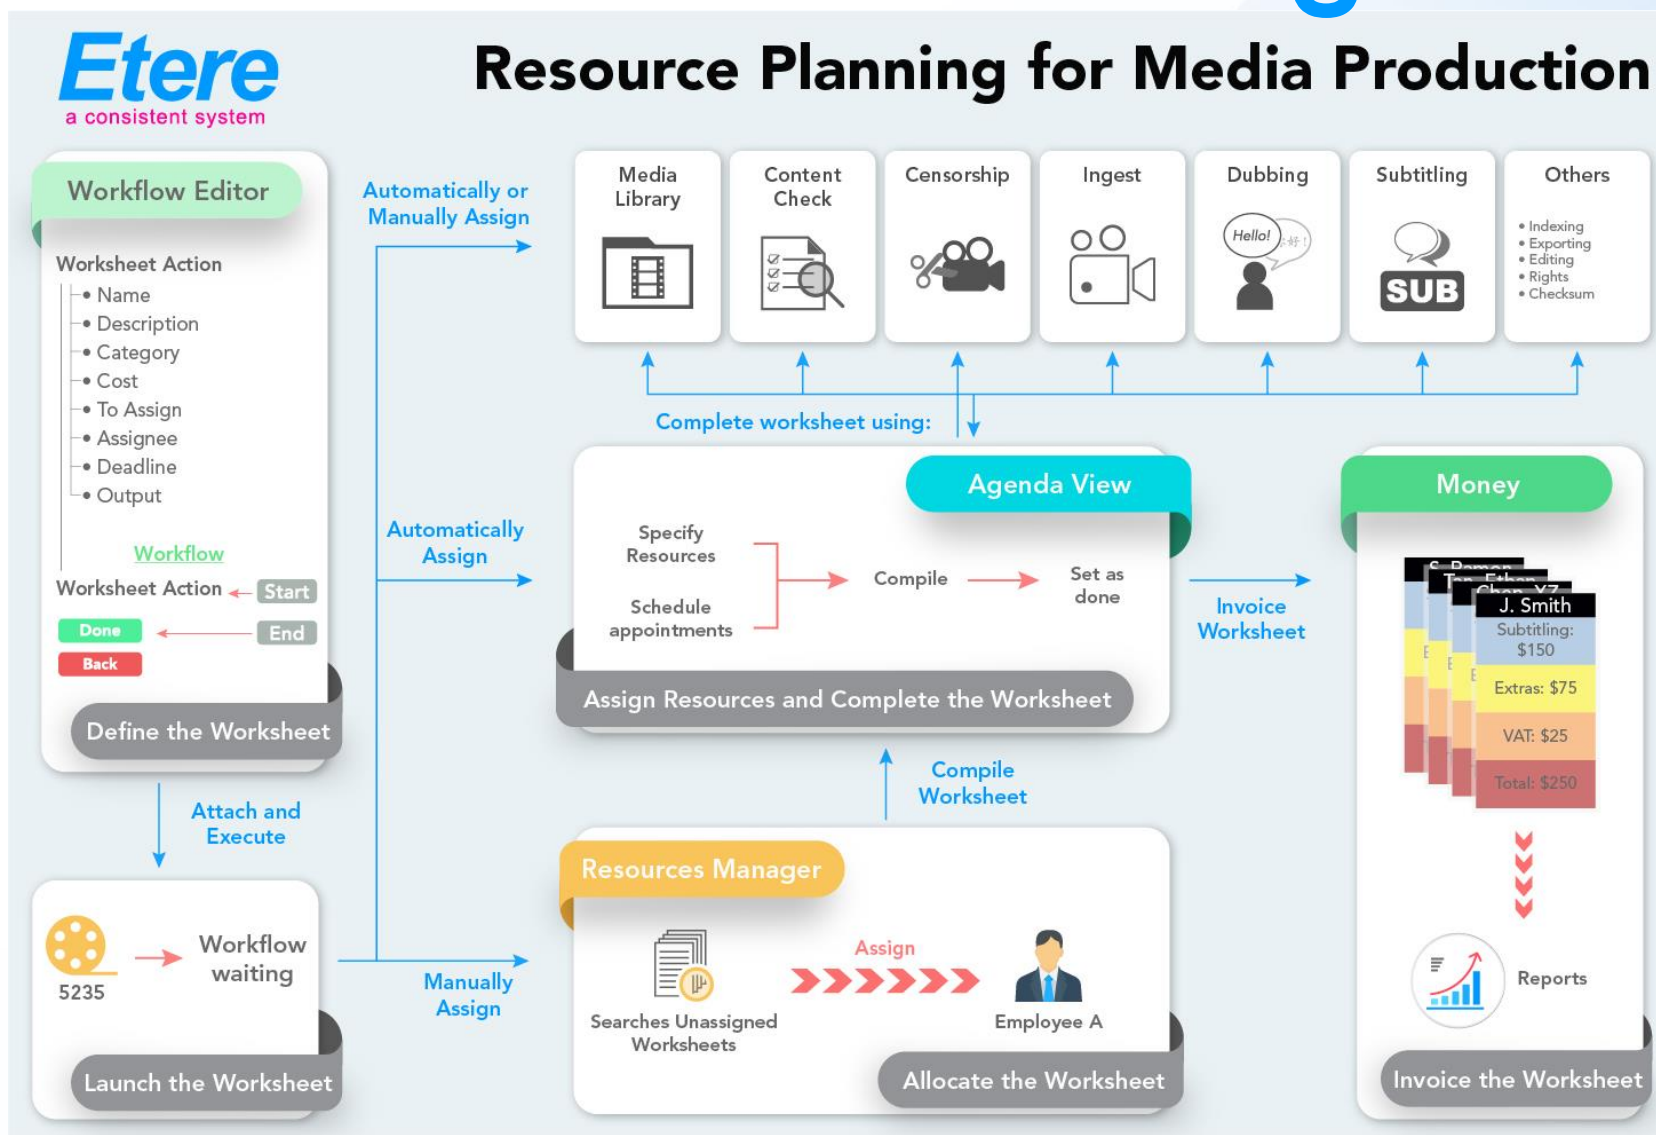 Etere
a consistent system
Resource Planning for Media Production
Workflow Editor
Worksheet Action
• Name
• Description
• Category
• Cost
• To Assign
• Assignee
• Deadline
• Output
Workflow
Worksheet Action
Start
Done
End
Back
Define the Worksheet
Attach and
Execute
5235
Workflow
waiting
Launch the Worksheet
Automatically or
Manually Assign
Automatically
Assign
Manually
Assign
Media
Library
Content
Check
Censorship
Ingest
Dubbing
Hello!
Subtitling
SUB
Others
• Indexing
• Exporting
• Editing
• Rights
• Checksum
Complete worksheet using:
Agenda View
Specify
Resources
Schedule
appointments
Compile
Set as
done
Assign Resources and Complete the Worksheet
Invoice
Worksheet
Compile
Worksheet
Resources Manager
Searches Unassigned
Worksheets
Assign
Employee A
Allocate the Worksheet
Money
J. Smith
Subtitling:
$150
Extras: $75
VAT: $25
Total: $250
Reports
Invoice the Worksheet